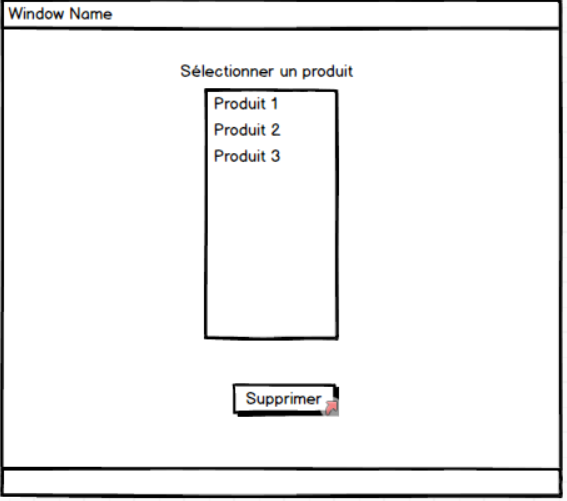 Window Name
Sélectionner un produit
Produit 1
Produit 2
Produit 3
Supprimer